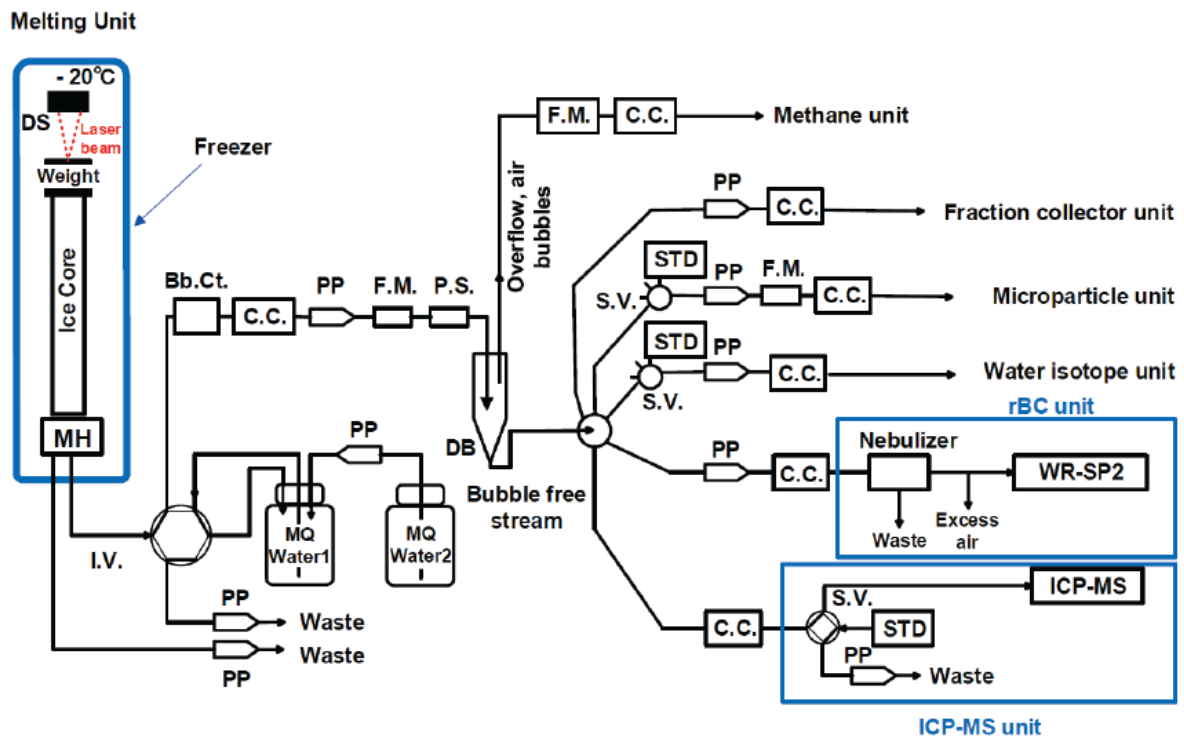 Melting Unit
- 20°C
DS
Laser
beam
Weight
Ice Core
MH
Freezer
Bb.Ct.
C.C.
PP
F.M.
P.S.
Overflow, air
bubbles
F.M.
C.C.
Methane unit
PP
C.C.
Fraction collector unit
STD
S.V.
PP
F.M.
C.C.
Microparticle unit
STD
S.V.
PP
C.C.
Water isotope unit
DB
Bubble free
stream
I.V.
MQ
Water1
PP
MQ
Water2
PP
Waste
Waste
PP
rBC unit
PP
C.C.
Nebulizer
WR-SP2
Waste
Excess
air
C.C.
S.V.
ICP-MS
STD
PP
Waste
ICP-MS unit